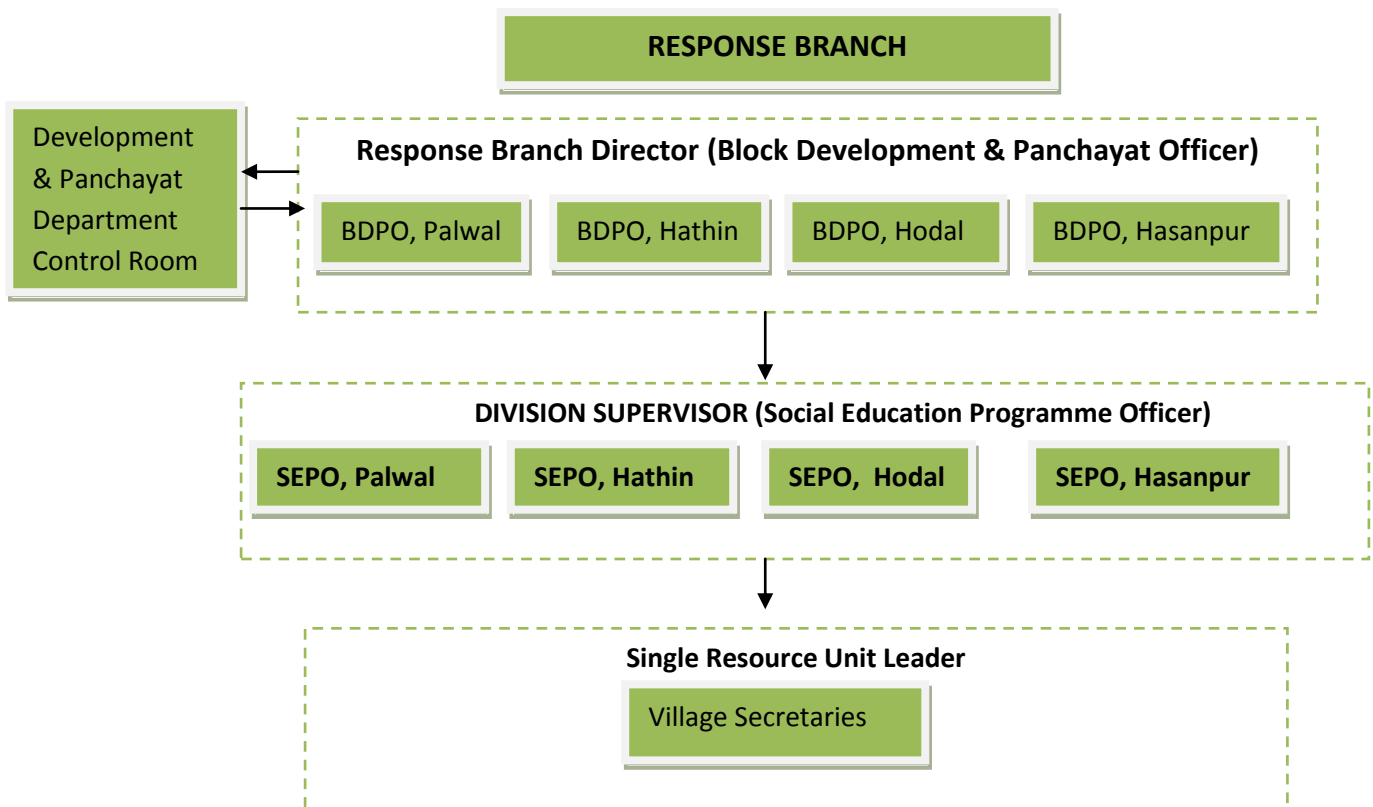 RESPONSE BRANCH
Development
& Panchayat
Department
Control Room
Response Branch Director (Block Development & Panchayat Officer)
BDPO, Palwal
BDPO, Hathin
BDPO, Hodal
BDPO, Hasanpur
DIVISION SUPERVISOR (Social Education Programme Officer)
SEPO, Palwal
SEPO, Hathin
SEPO, Hodal
SEPO, Hasanpur
Single Resource Unit Leader
Village Secretaries